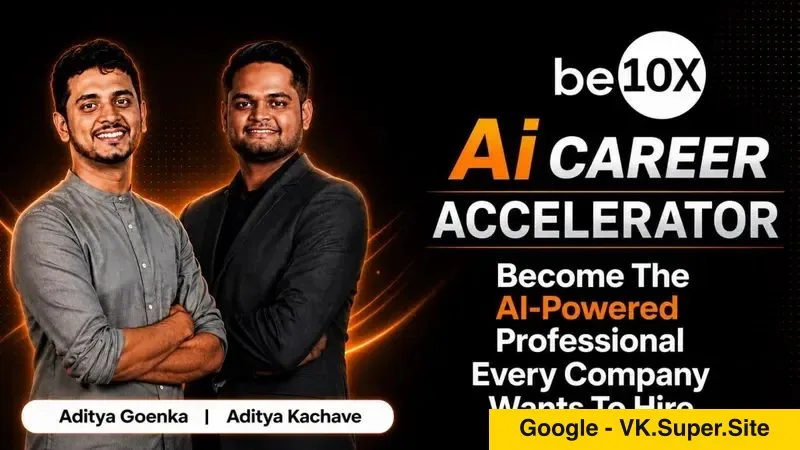 be10X
Ai CAREER
ACCELERATOR
Become The
AI-Powered
Professional
Every Company
Wants To Hire
Aditya Goenka | Aditya Kachave
Google - VK.Super.Site